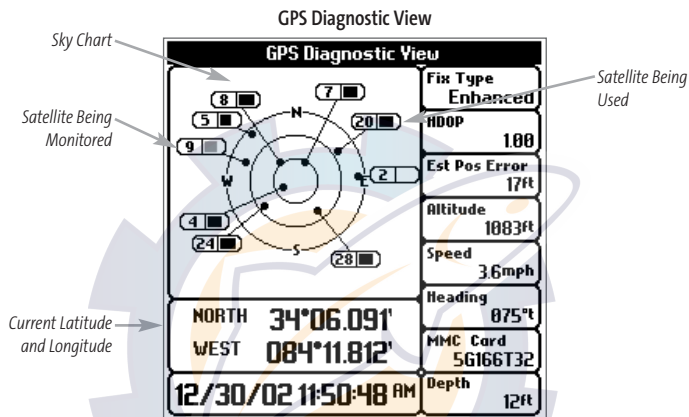 GPS Diagnostic View
Sky Chart
GPS Diagnostic View
Fix Type
Enhanced
Satellite Being
Used
HDOP
1.00
Est Pos Error
17ft
Altitude
1083ft
Speed
3.6mph
Heading
075°t
MMC Card
5G166T32
Depth
12ft
Satellite Being
Monitored
8
7
5
20
9
2
4
24
28
N
W
E
S
Current Latitude
and Longitude
NORTH 34°06.091'
WEST 084°11.812'
12/30/02 11:50:48 AM